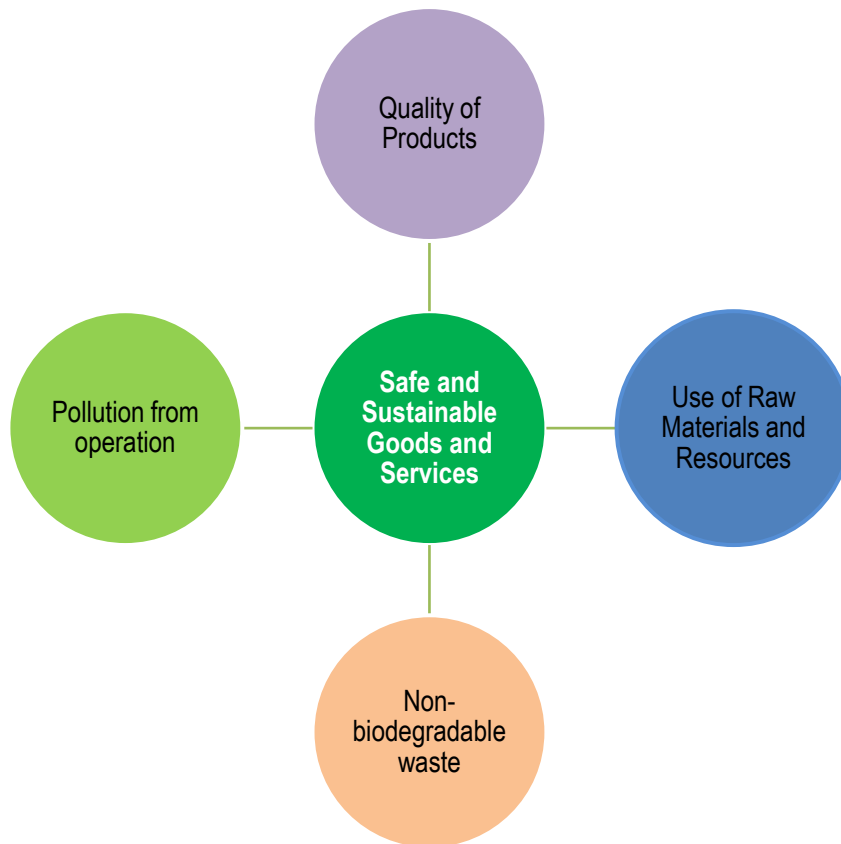 Quality of
Products
Pollution from
operation
Safe and
Sustainable
Goods and
Services
Use of Raw
Materials and
Resources
Non-
biodegradable
waste